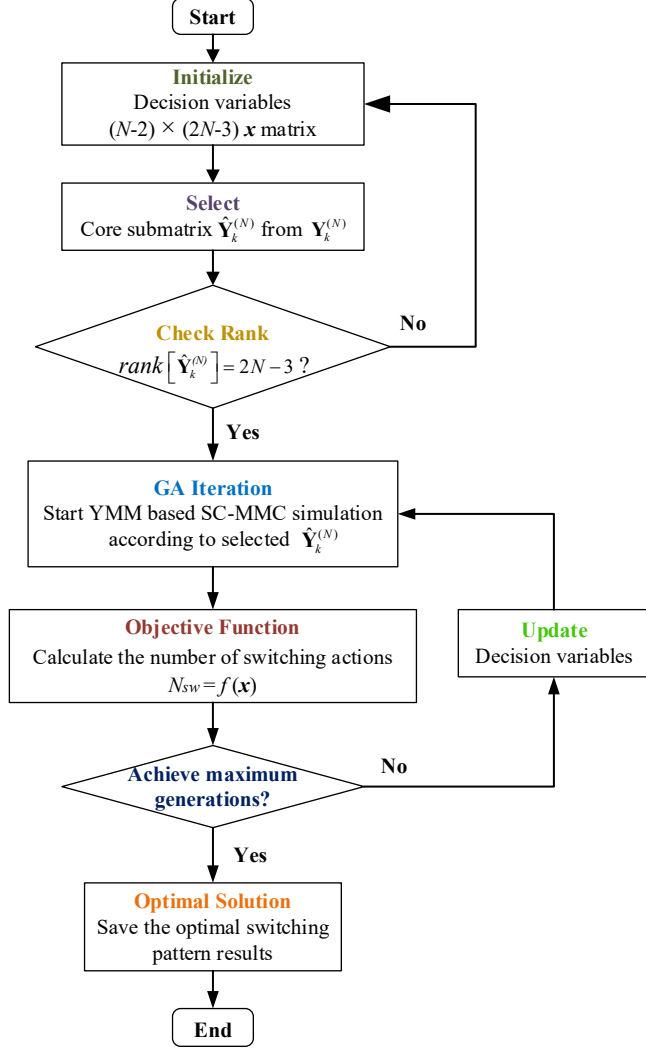 Start
Initialize
Decision variables
(N-2) × (2N-3) x matrix
Select
Core submatrix Ŷ_k^(N) from Y_k^(N)
No
Check Rank
rank[Ŷ_k^(N)] = 2N−3 ?
Yes
GA Iteration
Start YMM based SC-MMC simulation
according to selected Ŷ_k^(N)
Objective Function
Calculate the number of switching actions
N_sw = f(x)
Update
Decision variables
Achieve maximum
generations?
No
Yes
Optimal Solution
Save the optimal switching
pattern results
End